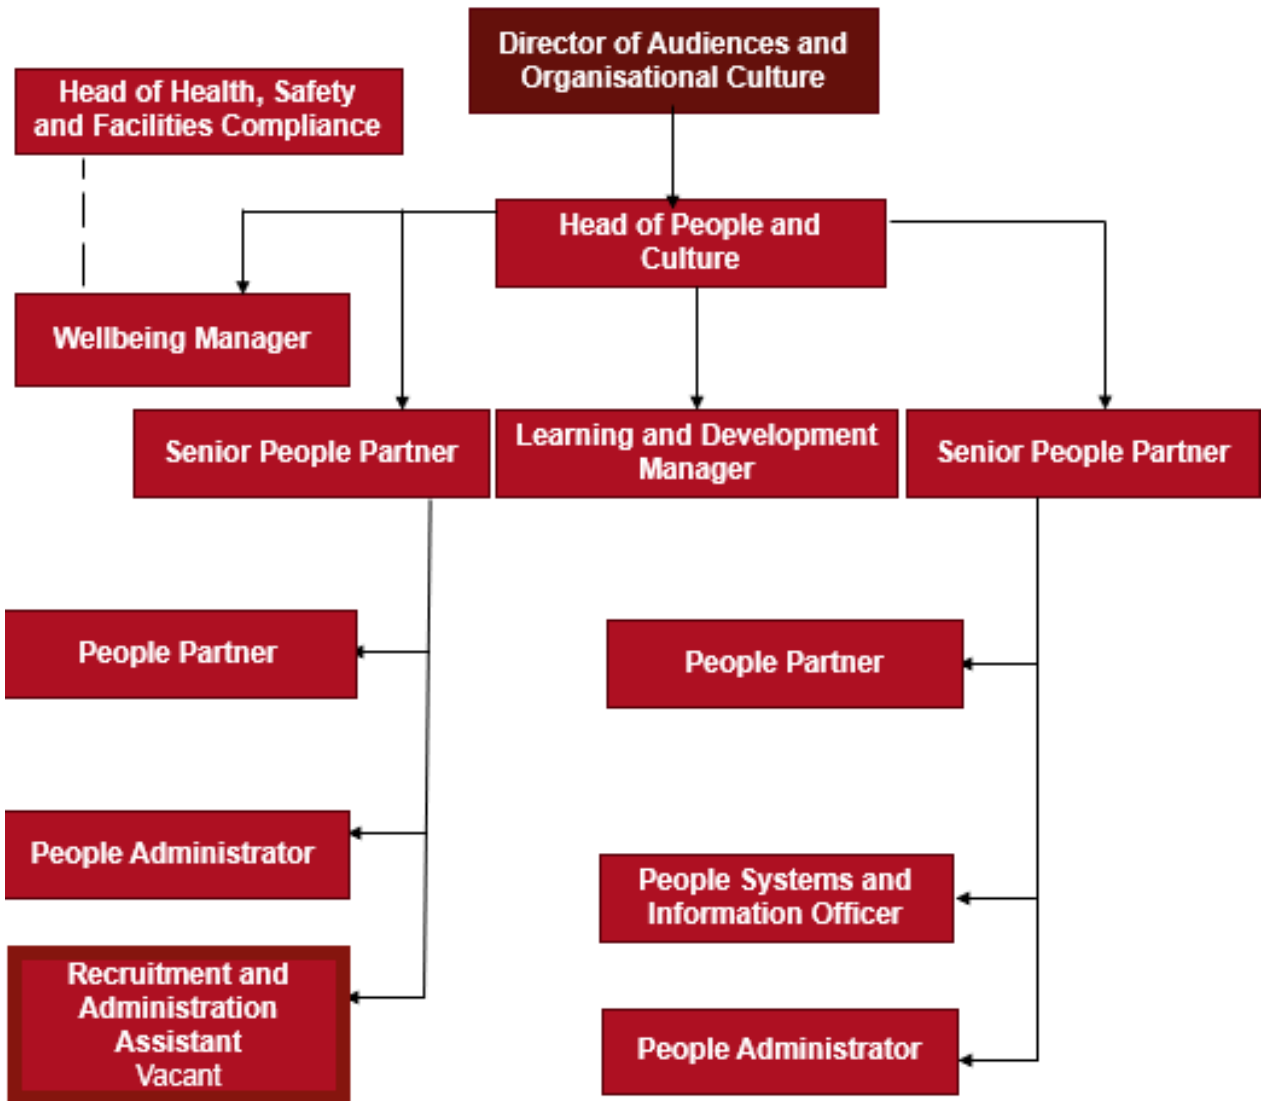 Director of Audiences and
Organisational Culture
Head of Health, Safety
and Facilities Compliance
Head of People and
Culture
Wellbeing Manager
Senior People Partner
Learning and Development
Manager
Senior People Partner
People Partner
People Partner
People Administrator
People Systems and
Information Officer
Recruitment and
Administration
Assistant
Vacant
People Administrator